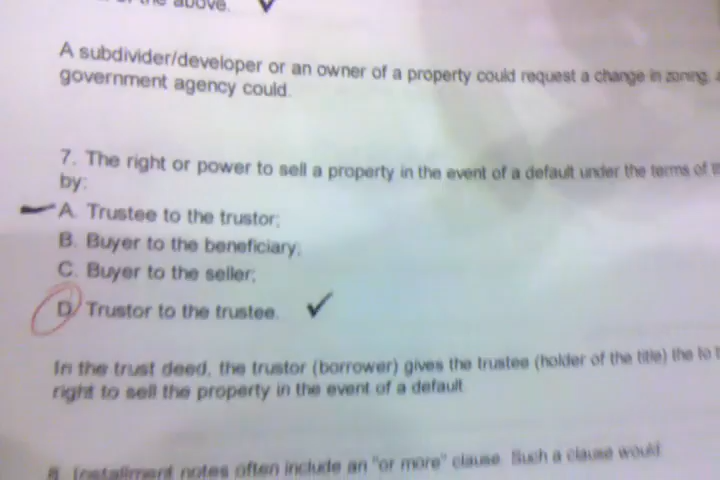 of the above. ✓
A subdivider/developer or an owner of a property could request a change in zoning,
government agency could.
7. The right or power to sell a property in the event of a default under the terms of
by:
A. Trustee to the trustor;
B. Buyer to the beneficiary;
C. Buyer to the seller;
D. Trustor to the trustee. ✓
In the trust deed, the trustor (borrower) gives the trustee (holder of the title) the
right to sell the property in the event of a default
8. Installment notes often include an "or more" clause. Such a clause would